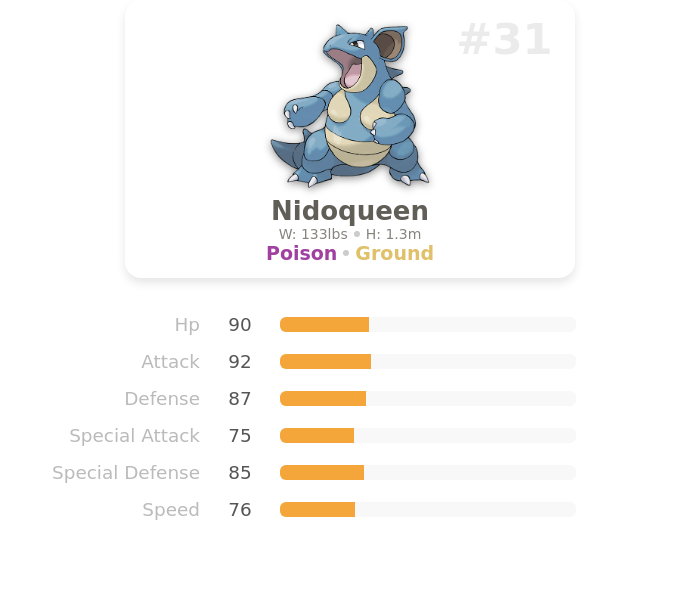 #31
Nidoqueen
W: 133lbs • H: 1.3m
Poison • Ground
Hp 90
Attack 92
Defense 87
Special Attack 75
Special Defense 85
Speed 76